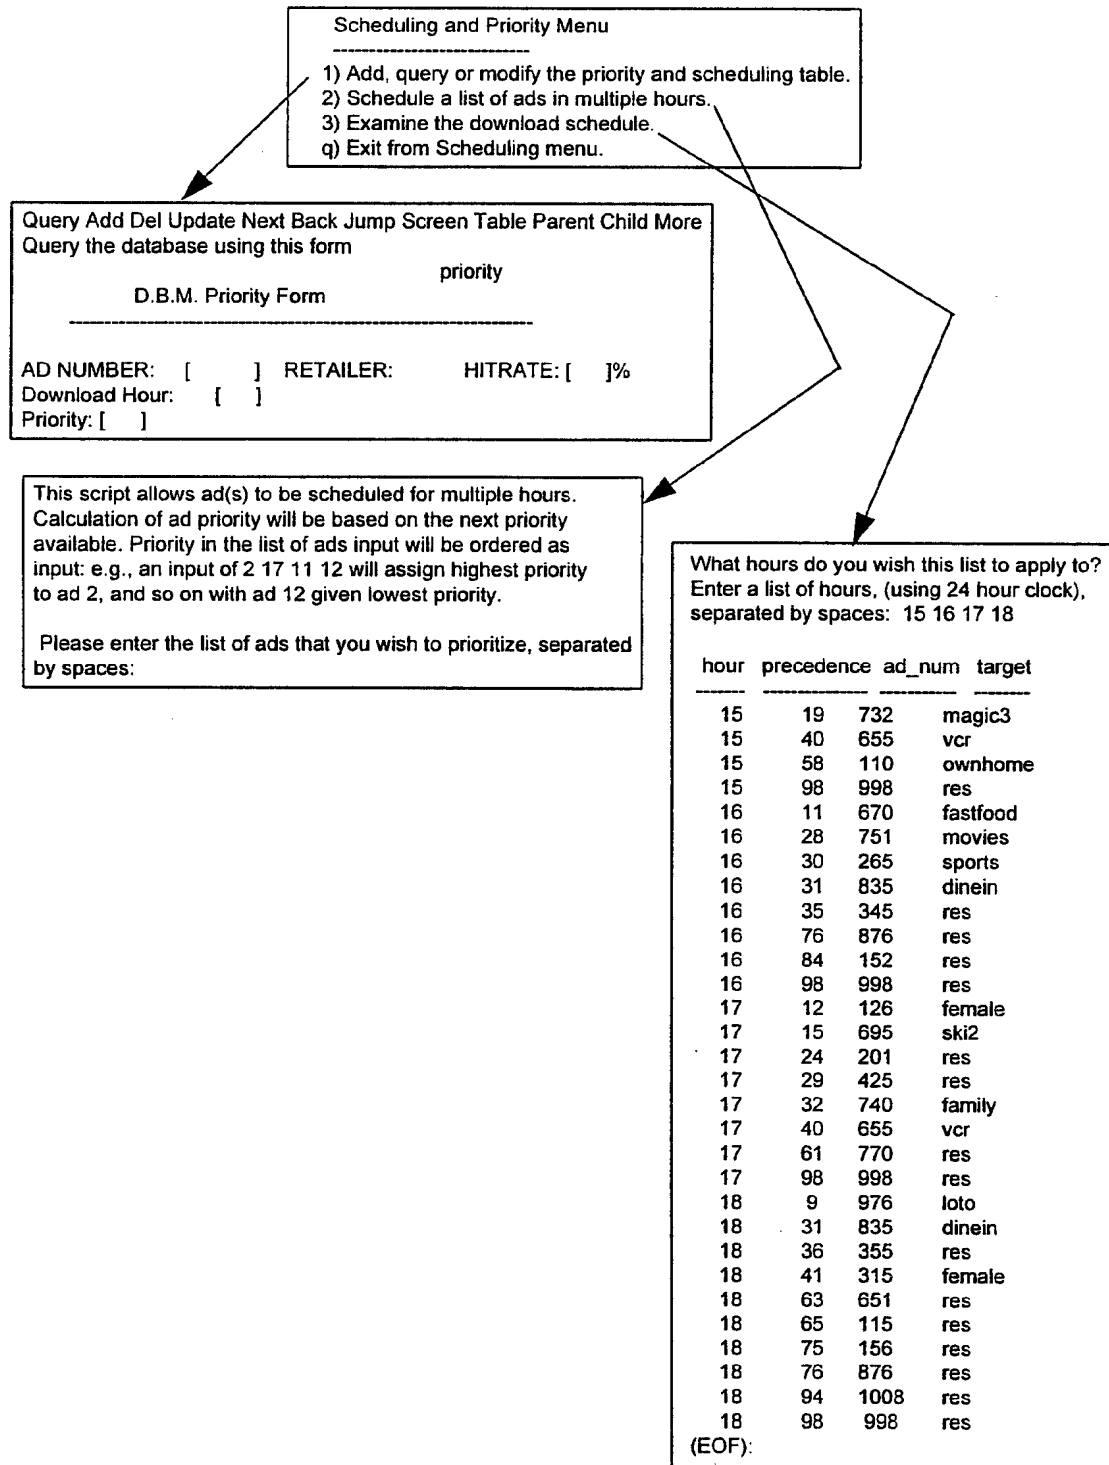 Scheduling and Priority Menu
----------------------------
1) Add, query or modify the priority and scheduling table.
2) Schedule a list of ads in multiple hours.
3) Examine the download schedule.
q) Exit from Scheduling menu.
Query Add Del Update Next Back Jump Screen Table Parent Child More
Query the database using this form
priority
D.B.M. Priority Form
------------------------------------------------------------------
AD NUMBER: [ ] RETAILER: HITRATE: [ ]%
Download Hour: [ ]
Priority: [ ]
This script allows ad(s) to be scheduled for multiple hours.
Calculation of ad priority will be based on the next priority
available. Priority in the list of ads input will be ordered as
input: e.g., an input of 2 17 11 12 will assign highest priority
to ad 2, and so on with ad 12 given lowest priority.
Please enter the list of ads that you wish to prioritize, separated
by spaces:
What hours do you wish this list to apply to?
Enter a list of hours, (using 24 hour clock),
separated by spaces: 15 16 17 18
hour precedence ad_num target
------- --------------- ----------- --------
15 19 732 magic3
15 40 655 vcr
15 58 110 ownhome
15 98 998 res
16 11 670 fastfood
16 28 751 movies
16 30 265 sports
16 31 835 dinein
16 35 345 res
16 76 876 res
16 84 152 res
16 98 998 res
17 12 126 female
17 15 695 ski2
17 24 201 res
17 29 425 res
17 32 740 family
17 40 655 vcr
17 61 770 res
17 98 998 res
18 9 976 loto
18 31 835 dinein
18 36 355 res
18 41 315 female
18 63 651 res
18 65 115 res
18 75 156 res
18 76 876 res
18 94 1008 res
18 98 998 res
(EOF):